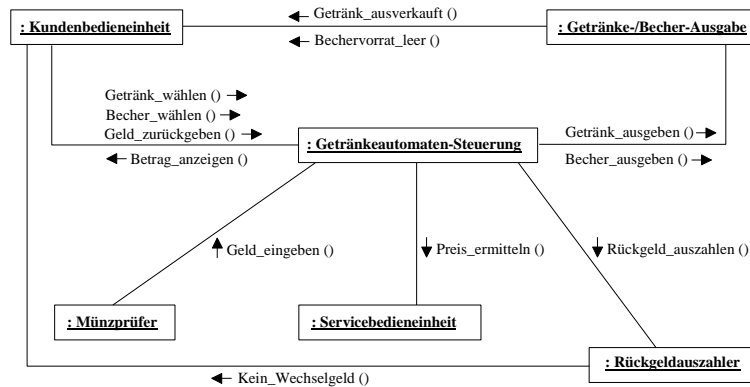 Getränk_ausverkauft ()
: Kundenbedieneinheit
: Getränke-/Becher-Ausgabe
Bechervorrat_leer ()
Getränk_wählen ()
Becher_wählen ()
Geld_zurückgeben ()
Betrag_anzeigen ()
: Getränkeautomaten-Steuerung
Getränk_ausgeben ()
Becher_ausgeben ()
Geld_eingeben ()
Preis_ermitteln ()
Rückgeld_auszahlen ()
: Münzprüfer
: Servicebedieneinheit
: Rückgeldauszahler
Kein_Wechselgeld ()